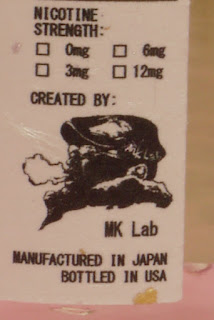 NICOTINE
STRENGTH:
☐ 0mg ☐ 6mg
☐ 3mg ☐ 12mg
CREATED BY:
MK Lab
MANUFACTURED IN JAPAN
BOTTLED IN USA